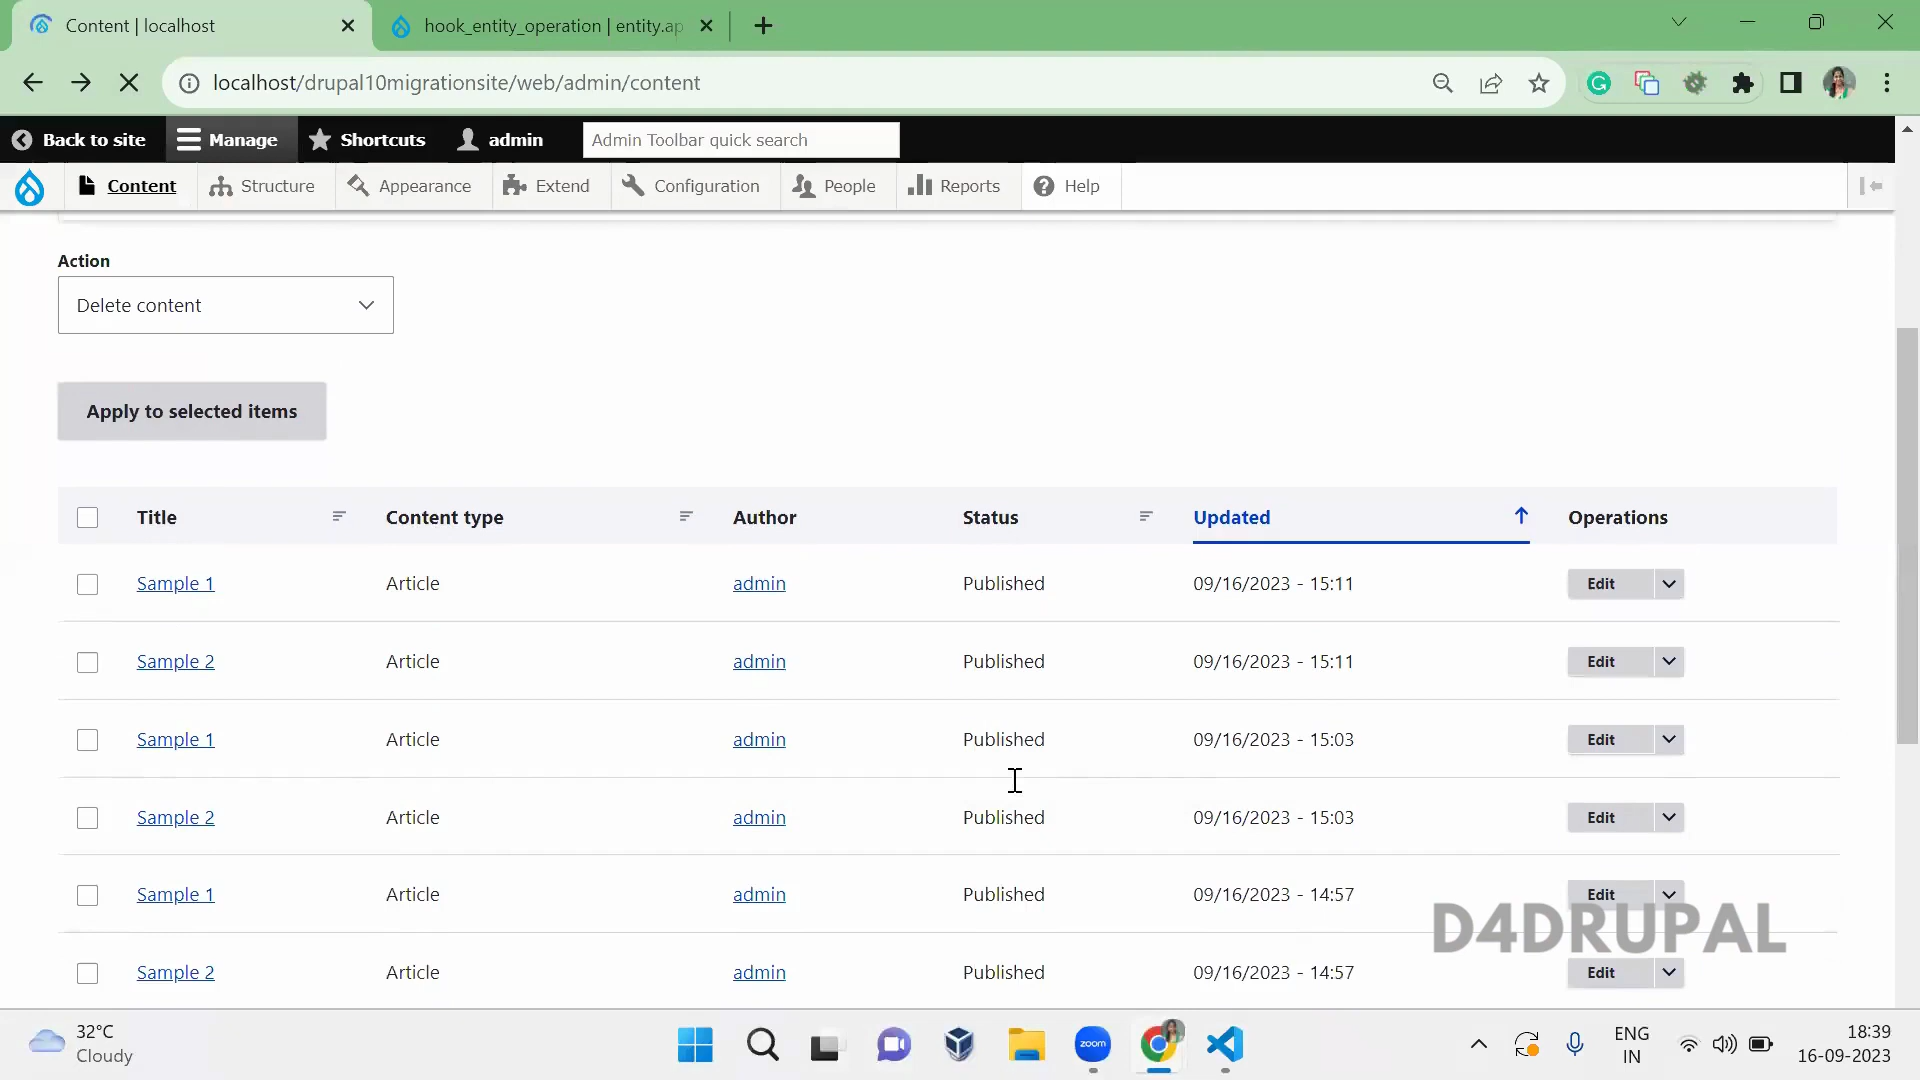 Content | localhost
hook_entity_operation | entity.ap
localhost/drupal10migrationsite/web/admin/content
Back to site Manage Shortcuts admin Admin Toolbar quick search
Content Structure Appearance Extend Configuration People Reports Help
Action
Delete content
Apply to selected items
Title Content type Author Status Updated Operations
Sample 1 Article admin Published 09/16/2023 - 15:11 Edit
Sample 2 Article admin Published 09/16/2023 - 15:11 Edit
Sample 1 Article admin Published 09/16/2023 - 15:03 Edit
Sample 2 Article admin Published 09/16/2023 - 15:03 Edit
Sample 1 Article admin Published 09/16/2023 - 14:57 Edit
D4DRUPAL
Sample 2 Article admin Published 09/16/2023 - 14:57 Edit
32°C
Cloudy
zoom
ENG
IN
18:39
16-09-2023